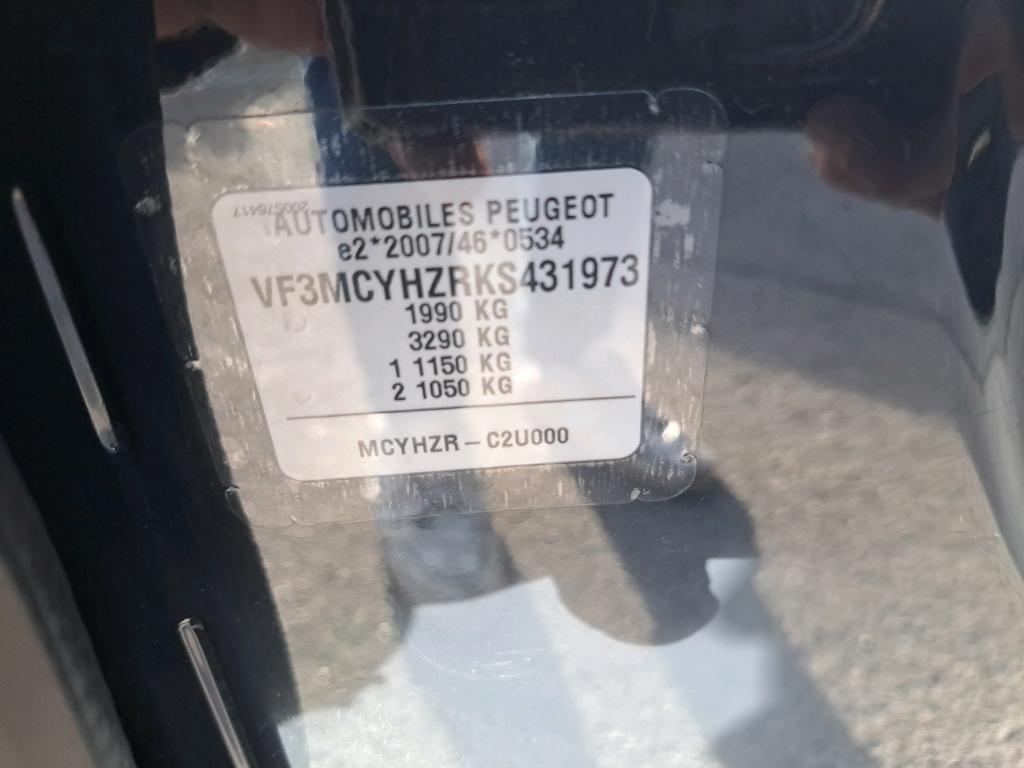 200576417
AUTOMOBILES PEUGEOT
e2*2007/46*0534
VF3MCYHZRKS431973
1990 KG
3290 KG
1 1150 KG
2 1050 KG
MCYHZR – C2U000